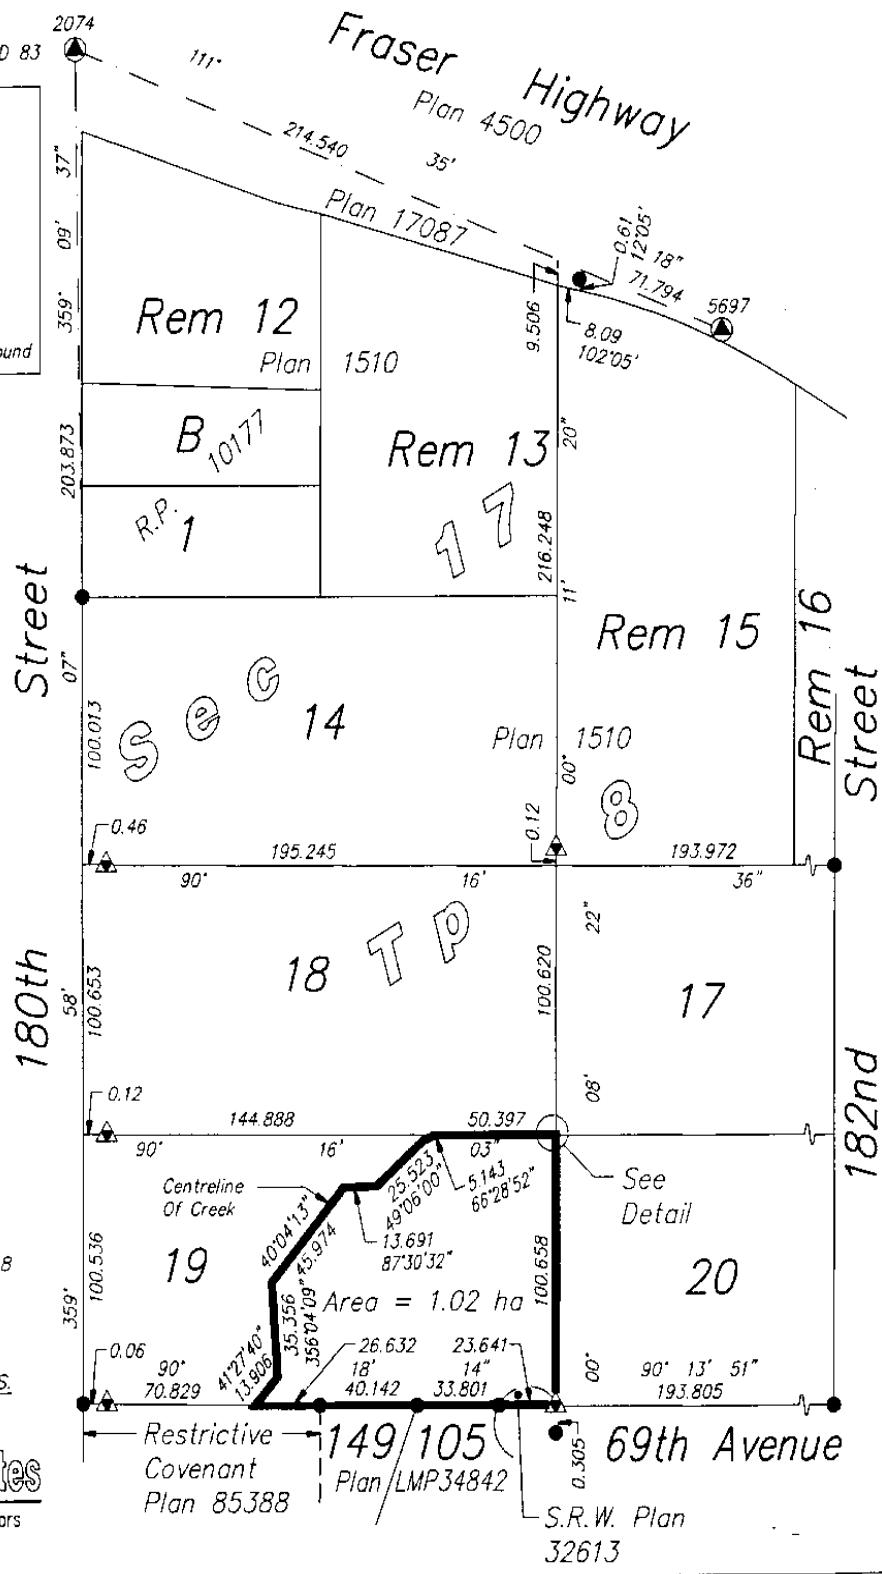 2074
D 83
111°
Fraser Highway
Plan 4500
214.540
35'
Plan 17087
37"
09'
359°
0.61
12°05'
18"
71.794
5697
9.506
8.09
102°05'
ound
Rem 12
Plan 1510
B
10177
Rem 13
20"
203.873
R.P.
1
17
216.248
11'
Street
07"
Sec
14
Rem 15
Rem 16
Street
100.013
Plan 1510
00°
8
0.46
0.12
195.245
193.972
90°
16'
36"
Tp
22"
180th
18
17
100.653
58'
100.620
182nd
0.12
08'
144.888
50.397
90°
16'
03"
25.523
49°06'00"
5.143
66°28'52"
See
Detail
Centreline
Of Creek
40°04'13"
45.974
13.691
87°30'32"
100.536
359°
8
19
100.658
20
35.356
356°04'09"
Area = 1.02 ha
0.06
41°27'40"
13.906
26.632
23.641
90°
18'
14"
00°
90° 13' 51"
70.829
40.142
33.801
193.805
S.
Restrictive
Covenant
Plan 85388
149
105
Plan LMP34842
0.305
69th Avenue
tes
ors
S.R.W. Plan
32613